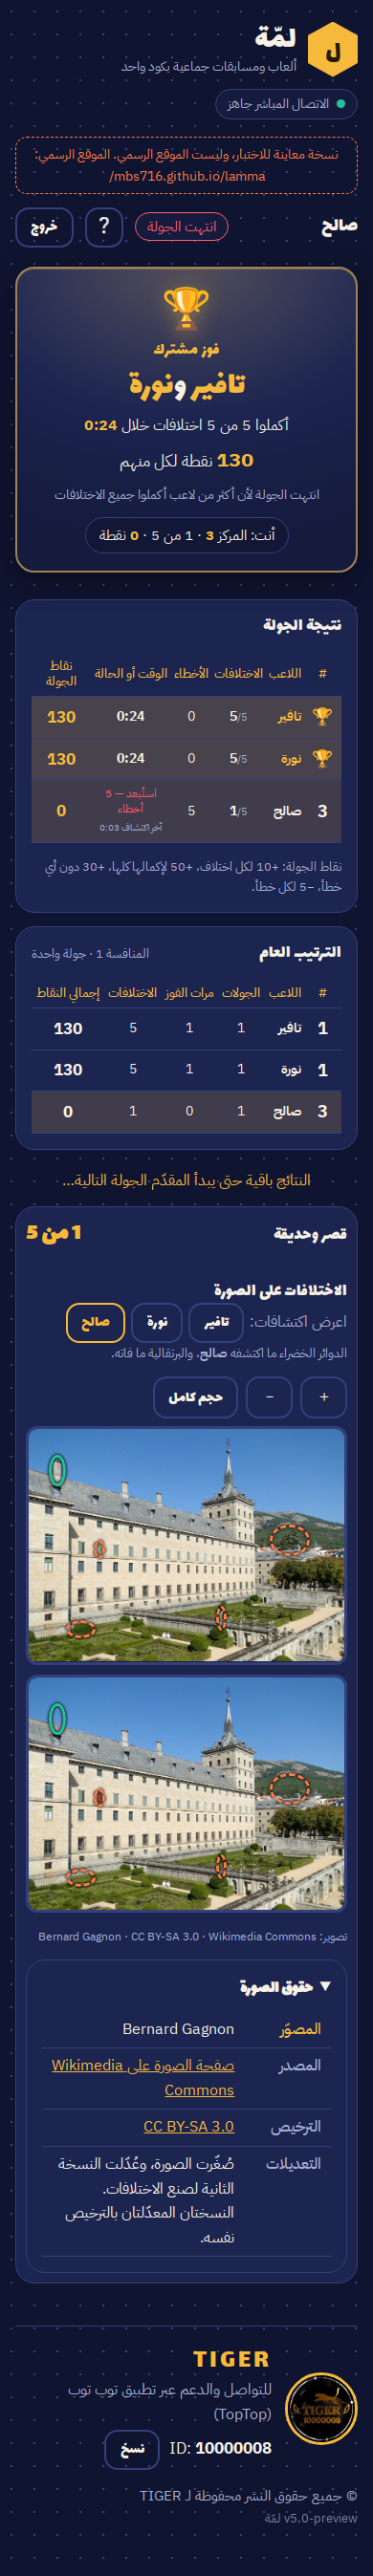 ل
لمّة
ألعاب ومسابقات جماعية بكود واحد
الاتصال المباشر جاهز
نسخة معاينة للاختبار، وليست الموقع الرسمي. الموقع الرسمي:
mbs716.github.io/lamma/
صالح
انتهت الجولة
?
خروج
فوز مشترك
تافير ونورة
أكملوا 5 من 5 اختلافات خلال 0:24
130 نقطة لكل منهم
انتهت الجولة لأن أكثر من لاعب أكملوا جميع الاختلافات
أنت: المركز 3 · 1 من 5 · 0 نقطة
نتيجة الجولة
# اللاعب الاختلافات الأخطاء الوقت أو الحالة نقاط الجولة
تافير 5/5 0 0:24 130
نورة 5/5 0 0:24 130
3 صالح 1/5 5 استُبعد — 5 أخطاء 0
آخر اكتشاف 0:03
نقاط الجولة: +10 لكل اختلاف، +50 لإكمالها كلها، +30 دون أي
خطأ، −5 لكل خطأ.
الترتيب العام
المنافسة 1 · جولة واحدة
# اللاعب الجولات مرات الفوز الاختلافات إجمالي النقاط
1 تافير 1 1 5 130
1 نورة 1 1 5 130
3 صالح 1 0 1 0
النتائج باقية حتى يبدأ المقدّم الجولة التالية...
قصر وحديقة
1 من 5
الاختلافات على الصورة
اعرض اكتشافات: تافير نورة صالح
الدوائر الخضراء ما اكتشفه صالح، والبرتقالية ما فاته.
+ − حجم كامل
تصوير: Bernard Gagnon · CC BY-SA 3.0 · Wikimedia Commons
▼ حقوق الصورة
المصوّر Bernard Gagnon
المصدر صفحة الصورة على Wikimedia
Commons
الترخيص CC BY-SA 3.0
التعديلات صُغّرت الصورة، وعُدّلت النسخة
الثانية لصنع الاختلافات.
النسختان المعدّلتان بالترخيص
نفسه.
TIGER
10000008
TIGER
للتواصل والدعم عبر تطبيق توب توب
(TopTop)
ID: 10000008 نسخ
© جميع حقوق النشر محفوظة لـ TIGER
لمّة v5.0-preview